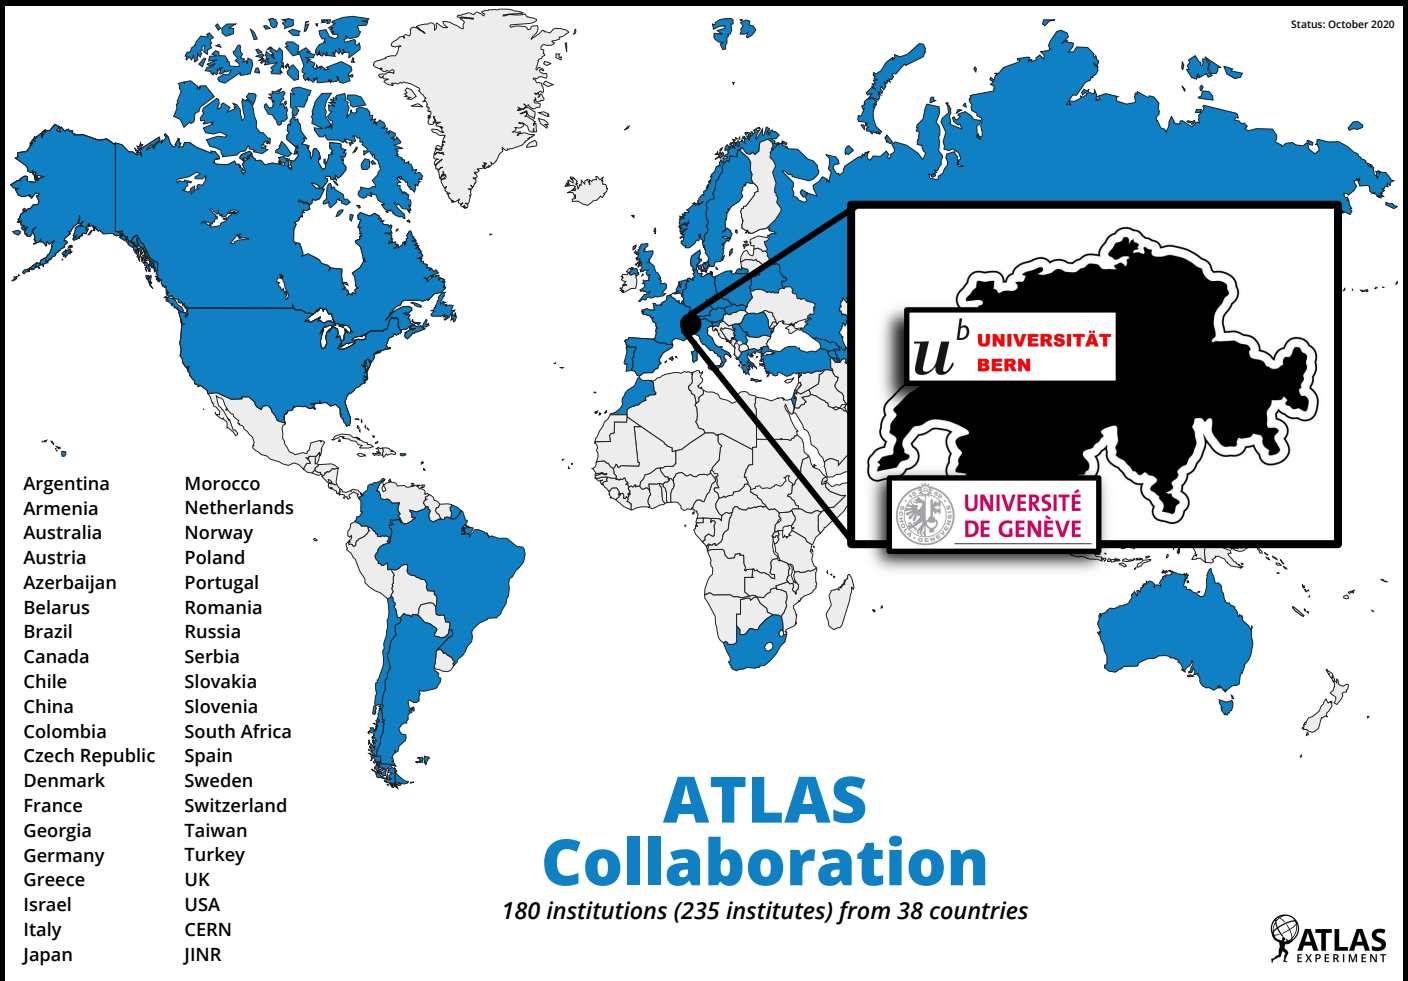 Status: October 2020
u^b UNIVERSITÄT
BERN
UNIVERSITÉ
DE GENÈVE
Argentina
Armenia
Australia
Austria
Azerbaijan
Belarus
Brazil
Canada
Chile
China
Colombia
Czech Republic
Denmark
France
Georgia
Germany
Greece
Israel
Italy
Japan
Morocco
Netherlands
Norway
Poland
Portugal
Romania
Russia
Serbia
Slovakia
Slovenia
South Africa
Spain
Sweden
Switzerland
Taiwan
Turkey
UK
USA
CERN
JINR
ATLAS
Collaboration
180 institutions (235 institutes) from 38 countries
ATLAS
EXPERIMENT